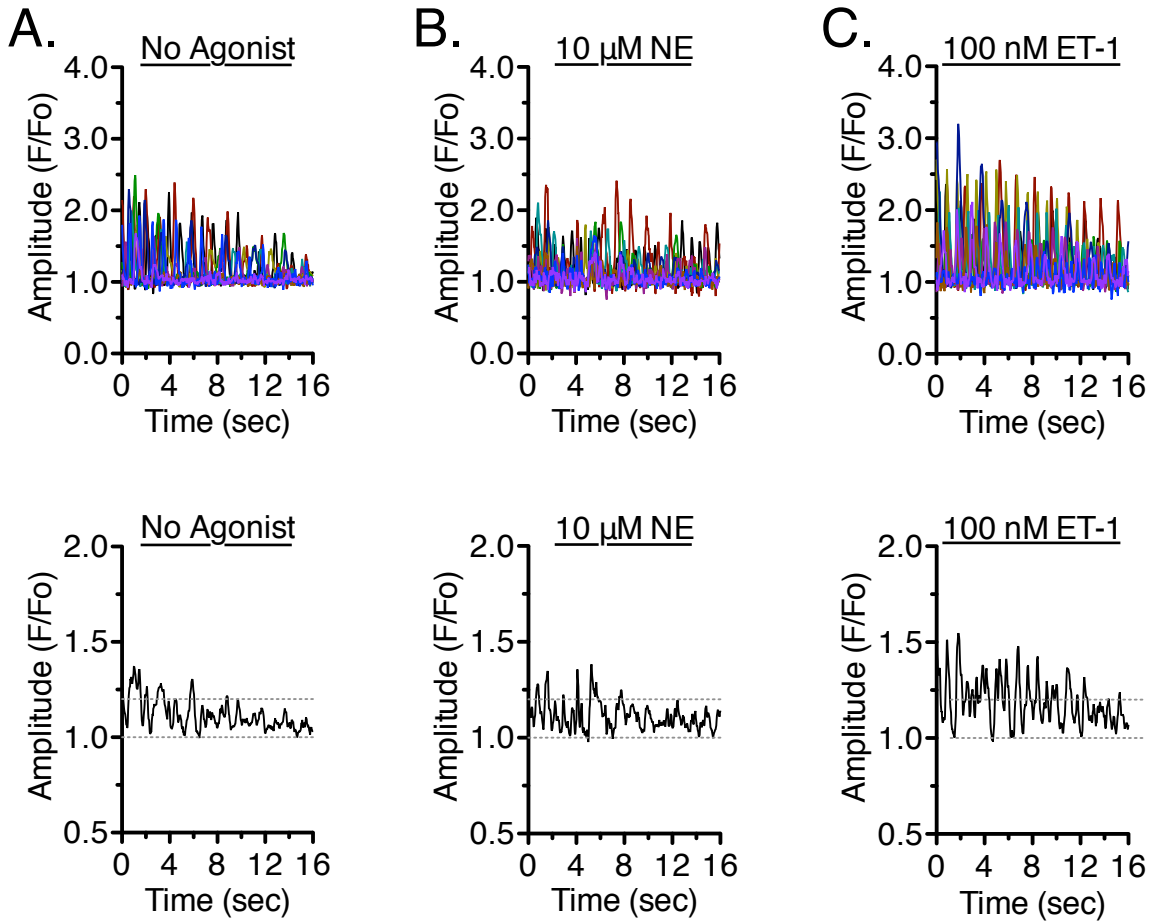 A.
No Agonist
Amplitude (F/Fo)
4.0
3.0
2.0
1.0
0.0
0 4 8 12 16
Time (sec)
B.
10 µM NE
Amplitude (F/Fo)
4.0
3.0
2.0
1.0
0.0
0 4 8 12 16
Time (sec)
C.
100 nM ET-1
Amplitude (F/Fo)
4.0
3.0
2.0
1.0
0.0
0 4 8 12 16
Time (sec)
No Agonist
Amplitude (F/Fo)
2.0
1.5
1.0
0.5
0 4 8 12 16
Time (sec)
10 µM NE
Amplitude (F/Fo)
2.0
1.5
1.0
0.5
0 4 8 12 16
Time (sec)
100 nM ET-1
Amplitude (F/Fo)
2.0
1.5
1.0
0.5
0 4 8 12 16
Time (sec)